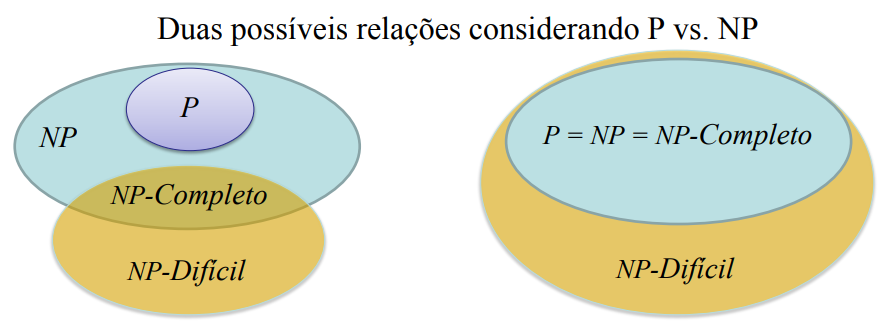 Duas possíveis relações considerando P vs. NP
P
NP
NP-Completo
NP-Difícil
P = NP = NP-Completo
NP-Difícil